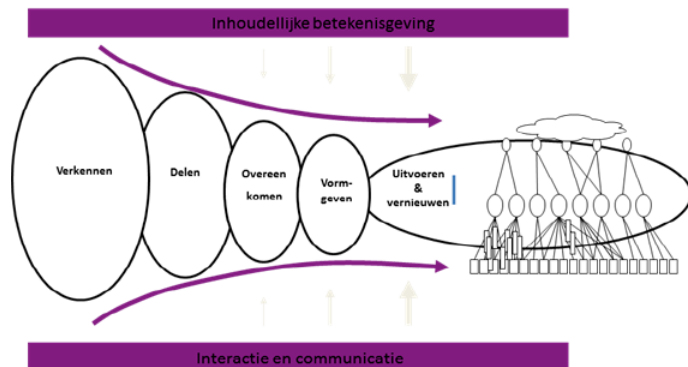 Inhoudellijke betekenisgeving
Verkennen
Delen
Overeen
komen
Vorm-
geven
Uitvoeren
&
vernieuwen
Interactie en communicatie